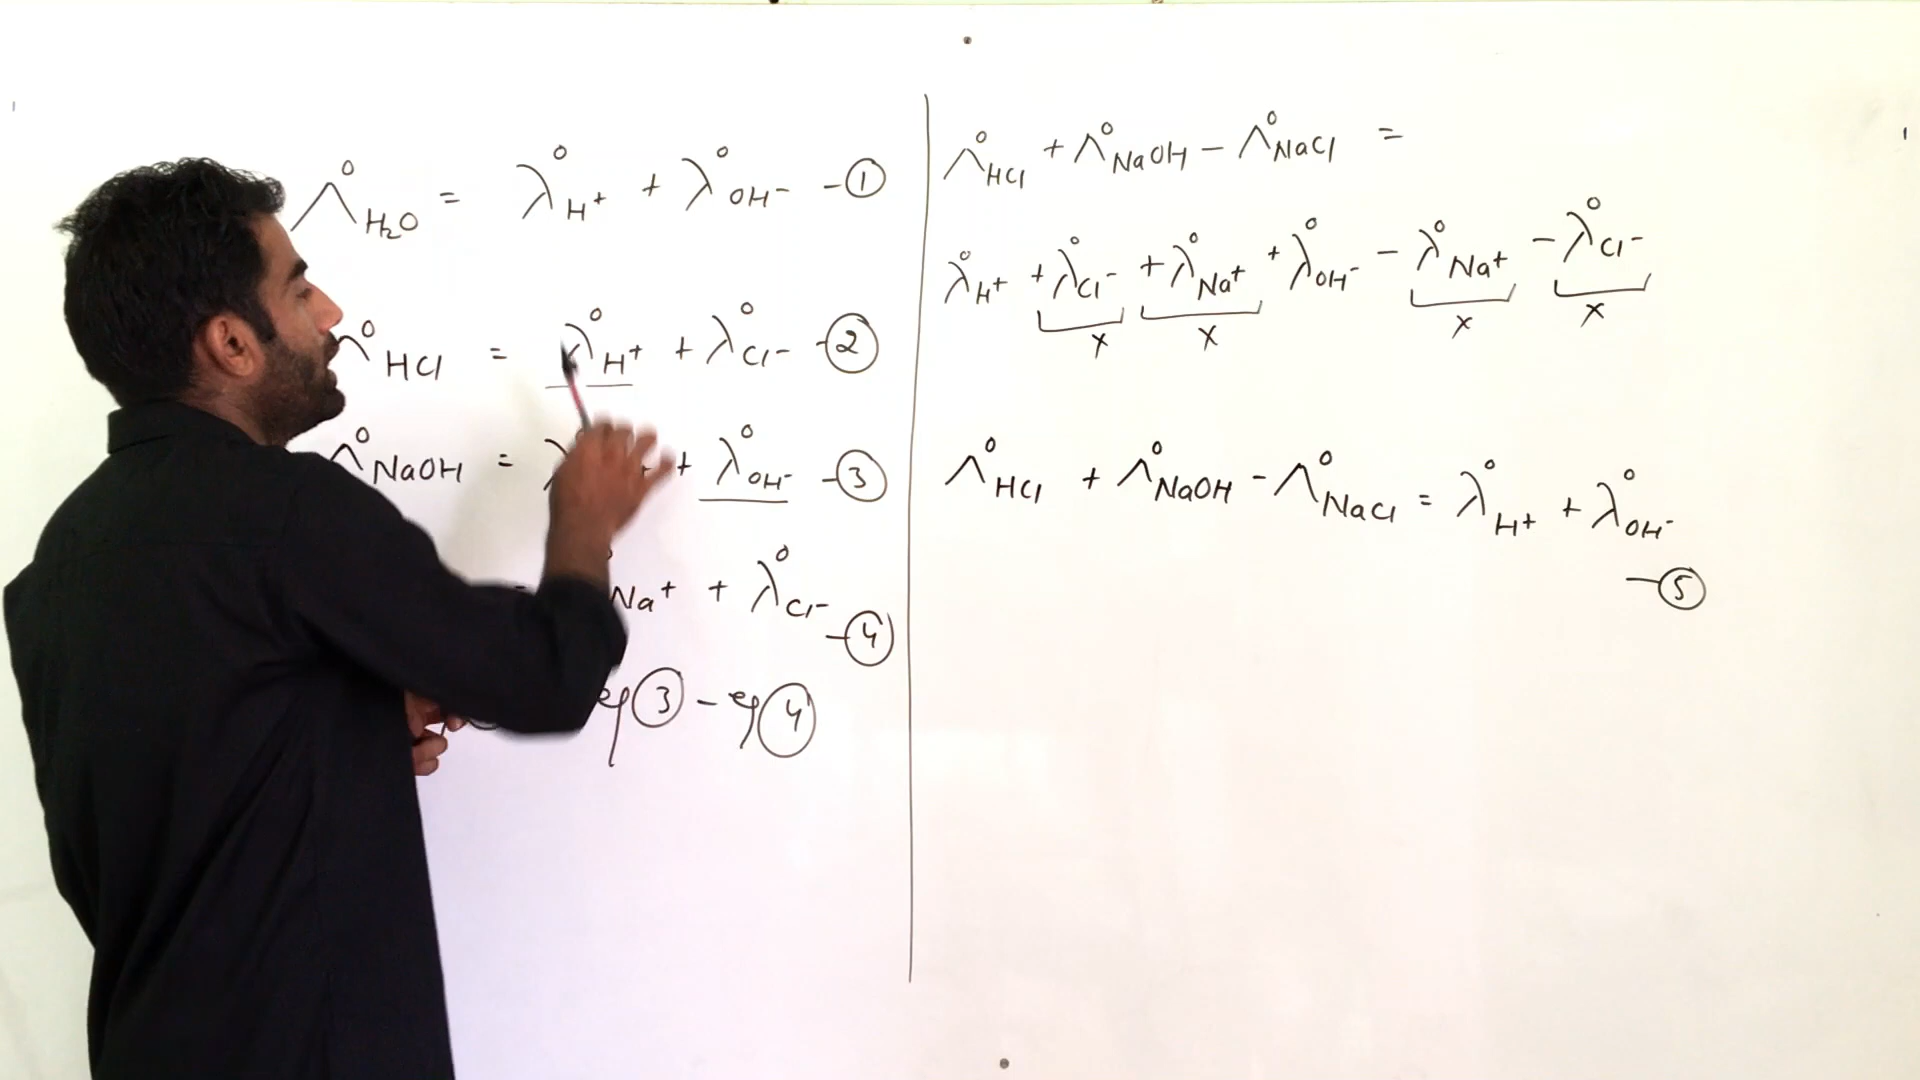 Λ°H₂O = λ°H⁺ + λ°OH⁻ -①
Λ°HCl = λ°H⁺ + λ°Cl⁻ -②
Λ°NaOH = λ + λ°OH⁻ -③
Na⁺ + λ°Cl⁻ -④
eq③ - eq④
Λ°HCl + Λ°NaOH - Λ°NaCl =
λ°H⁺ + λ°Cl⁻ + λ°Na⁺ + λ°OH⁻ - λ°Na⁺ - λ°Cl⁻
x x x x
Λ°HCl + Λ°NaOH - Λ°NaCl = λ°H⁺ + λ°OH⁻
-⑤